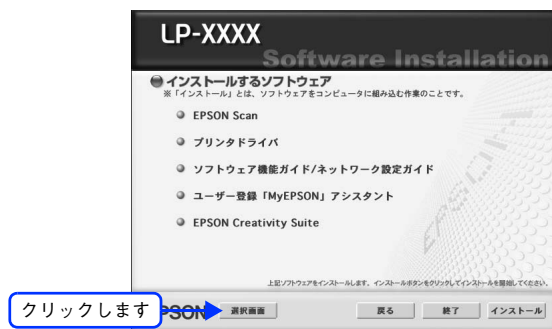 LP-XXXX
Software Installation
インストールするソフトウェア
※「インストール」とは、ソフトウェアをコンピュータに組み込む作業のことです。
EPSON Scan
プリンタドライバ
ソフトウェア機能ガイド/ネットワーク設定ガイド
ユーザー登録「MyEPSON」アシスタント
EPSON Creativity Suite
EPSON
上記ソフトウェアをインストールします。インストールボタンをクリックしてインストールを開始してください。
クリックします
PSON 選択画面 戻る 終了 インストール